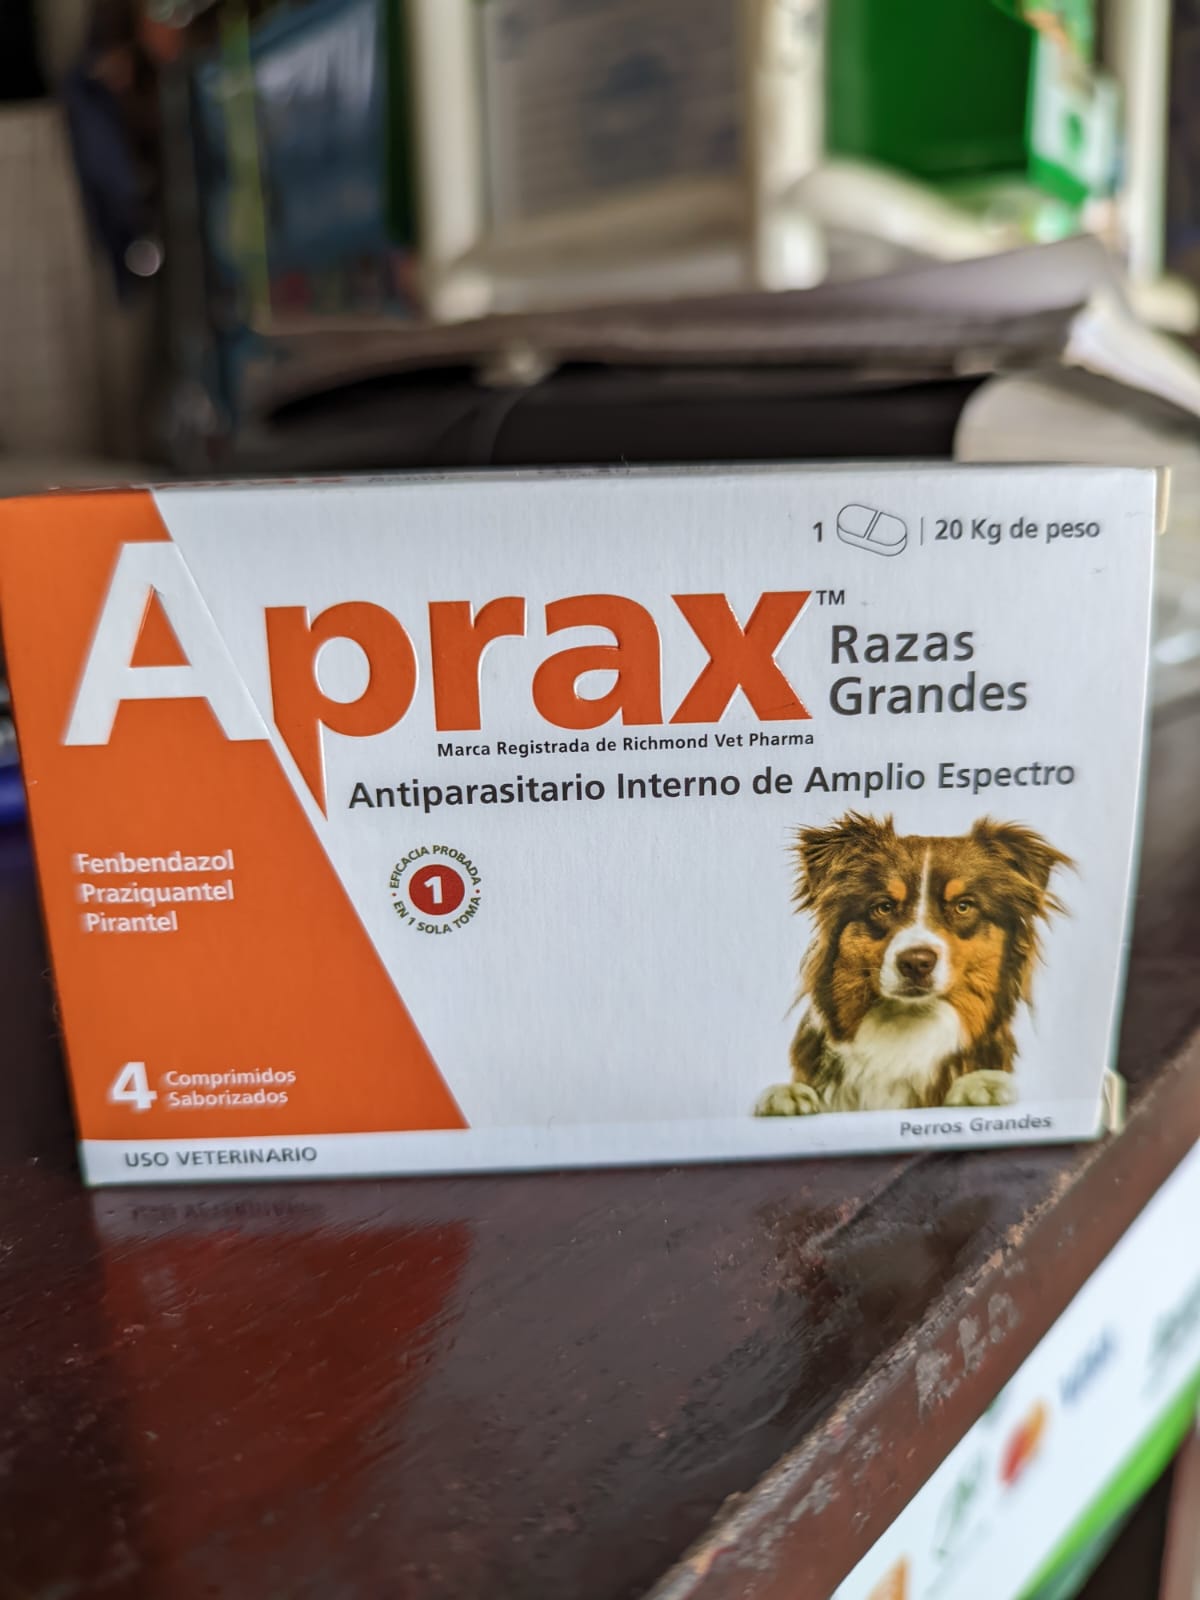 1 | 20 Kg de peso
Aprax™
Razas
Grandes
Marca Registrada de Richmond Vet Pharma
Antiparasitario Interno de Amplio Espectro
Fenbendazol
Praziquantel
Pirantel
EFICACIA PROBADA
1
EN 1 SOLA TOMA
4 Comprimidos
Saborizados
Perros Grandes
USO VETERINARIO